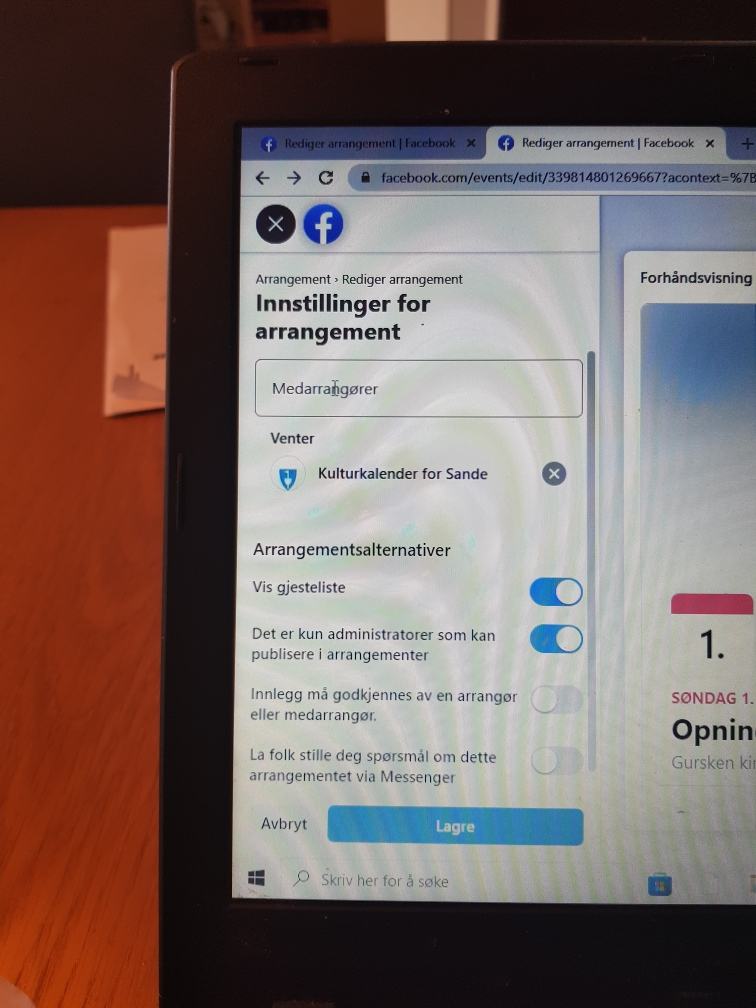 Rediger arrangement | Facebook
Rediger arrangement | Facebook
facebook.com/events/edit/339814801269667?acontext=%7B
Arrangement › Rediger arrangement
Innstillinger for
arrangement
Medarrangører
Venter
Kulturkalender for Sande
Arrangementsalternativer
Vis gjesteliste
Det er kun administratorer som kan
publisere i arrangementer
Innlegg må godkjennes av en arrangør
eller medarrangør.
La folk stille deg spørsmål om dette
arrangementet via Messenger
Avbryt
Lagre
Forhåndsvisning
1.
SØNDAG 1.
Opnin
Gursken ki
Skriv her for å søke